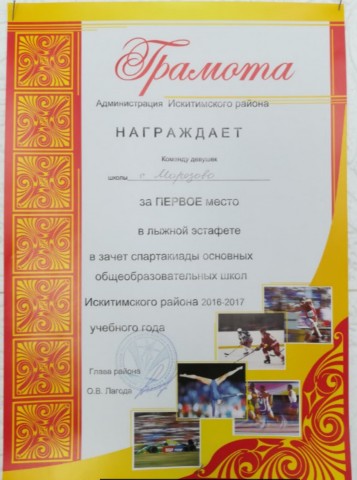 Грамота
Администрация Искитимского района
НАГРАЖДАЕТ
Команду девушек
школы с. Морозово
за ПЕРВОЕ место
в лыжной эстафете
в зачет спартакиады основных
общеобразовательных школ
Искитимского района 2016-2017
учебного года
Глава района
О.В. Лагода